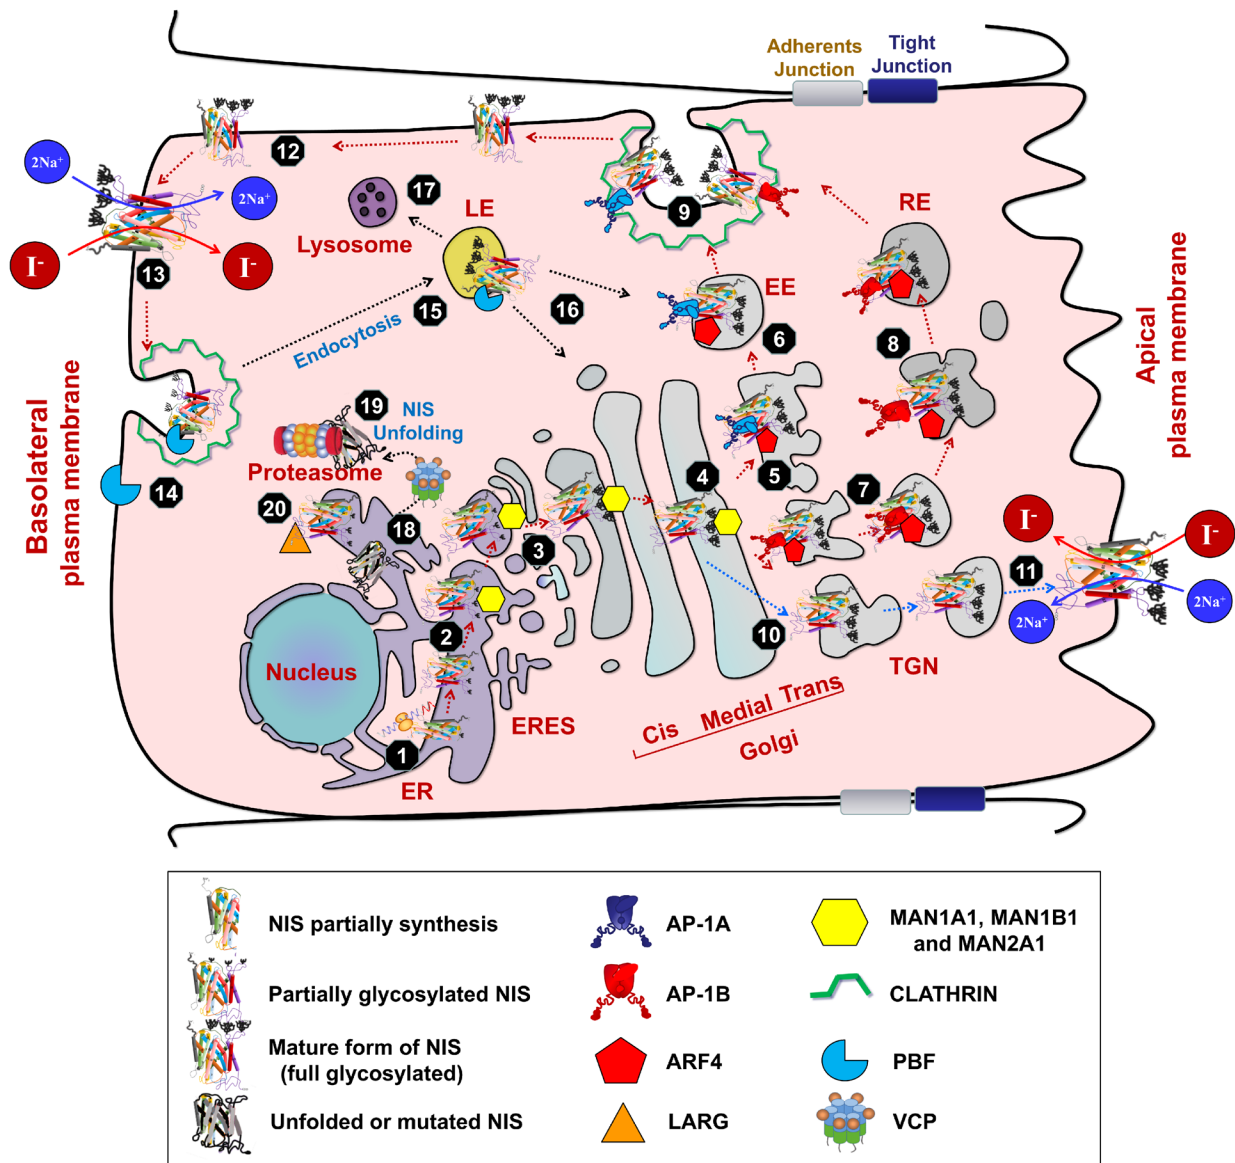 Adherents
Junction
Tight
Junction
12
2Na+
2Na+
17
LE
9
RE
Lysosome
I-
I-
13
EE
15
16
Endocytosis
6
8
Basolateral
plasma membrane
Apical
plasma membrane
19
NIS
Unfolding
Proteasome
14
4
5
7
20
18
3
I-
I-
11
2Na+
2Na+
2
10
Nucleus
TGN
ERES
Cis Medial Trans
Golgi
1
ER
NIS partially synthesis
AP-1A
MAN1A1, MAN1B1
and MAN2A1
Partially glycosylated NIS
AP-1B
CLATHRIN
Mature form of NIS
(full glycosylated)
ARF4
PBF
Unfolded or mutated NIS
LARG
VCP